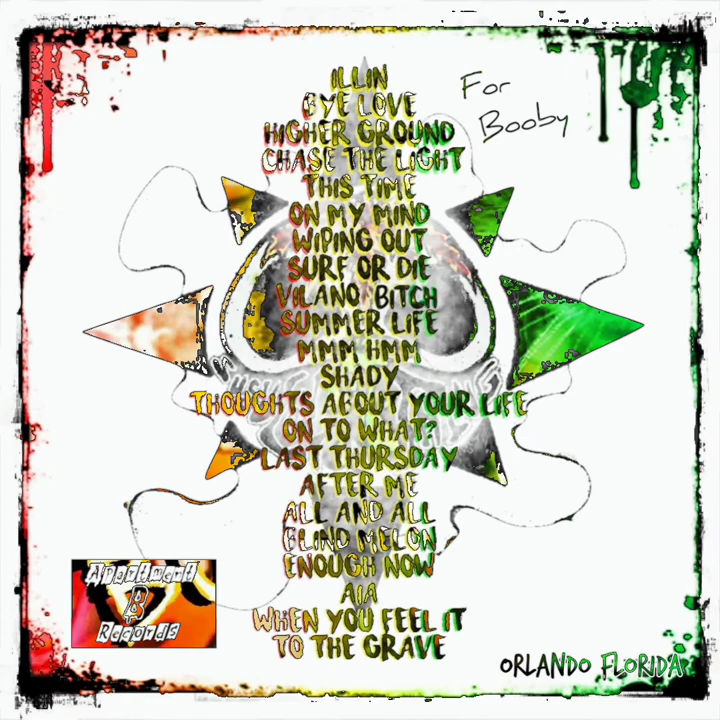 ILLIN
BYE LOVE
HIGHER GROUND
CHASE THE LIGHT
THIS TIME
ON MY MIND
WIPING OUT
SURF OR DIE
VILANO BITCH
SUMMER LIFE
MMM HMM
SHADY
THOUGHTS ABOUT YOUR LIFE
ON TO WHAT?
LAST THURSDAY
AFTER ME
ALL AND ALL
BLIND MELON
ENOUGH NOW
AIA
WHEN YOU FEEL IT
TO THE GRAVE
For
Booby
Apartment
B
Records
ORLANDO FLORIDA